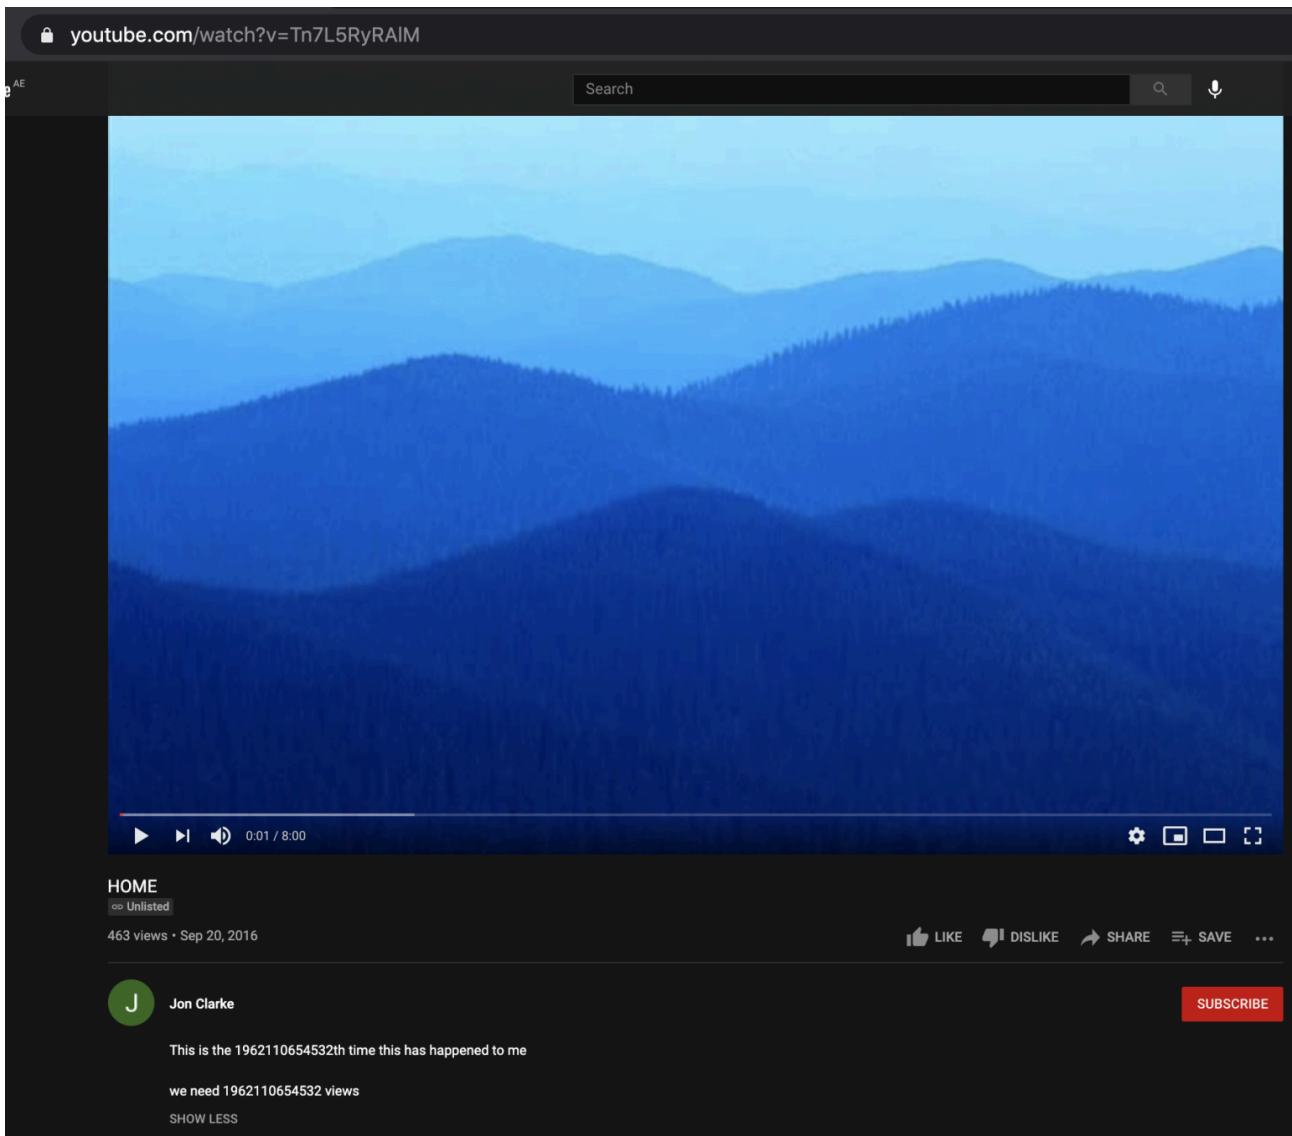 youtube.com/watch?v=Tn7L5RyRAlM
e AE
Search
0:01 / 8:00
HOME
Unlisted
463 views • Sep 20, 2016
LIKE DISLIKE SHARE SAVE
J
Jon Clarke
SUBSCRIBE
This is the 1962110654532th time this has happened to me
we need 1962110654532 views
SHOW LESS